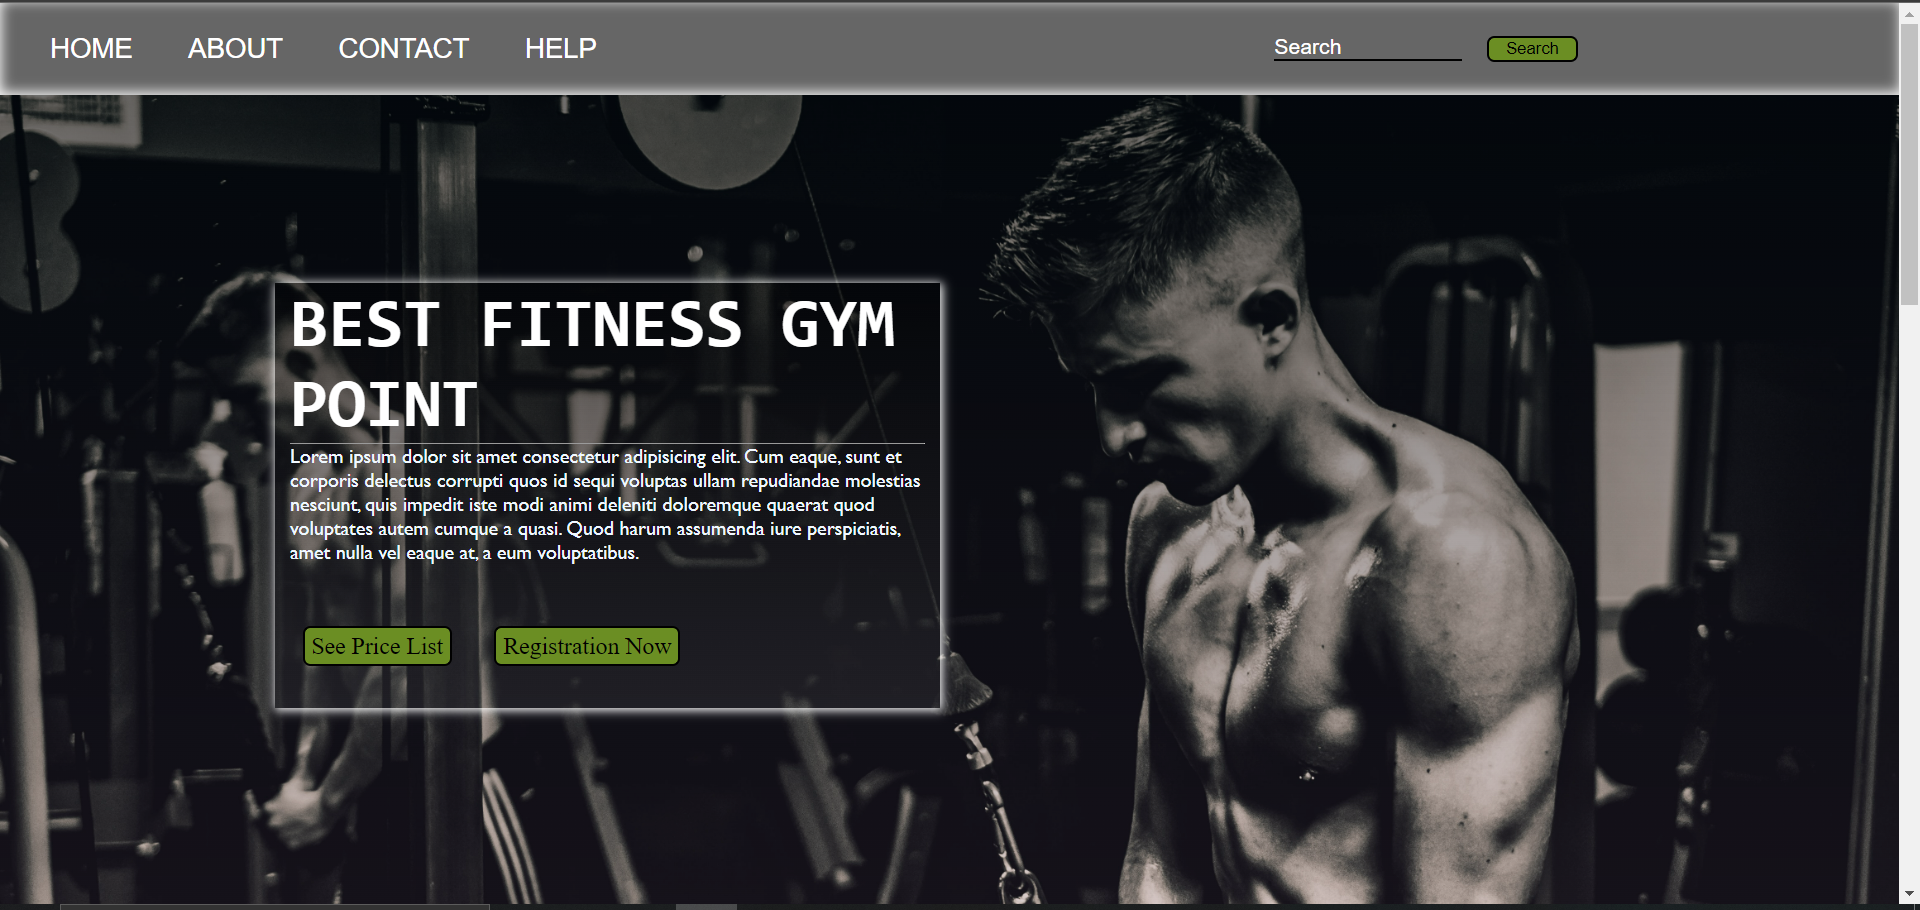 HOME ABOUT CONTACT HELP Search Search
BEST FITNESS GYM
POINT
Lorem ipsum dolor sit amet consectetur adipisicing elit. Cum eaque, sunt et
corporis delectus corrupti quos id sequi voluptas ullam repudiandae molestias
nesciunt, quis impedit iste modi animi deleniti doloremque quaerat quod
voluptates autem cumque a quasi. Quod harum assumenda iure perspiciatis,
amet nulla vel eaque at, a eum voluptatibus.
See Price List Registration Now